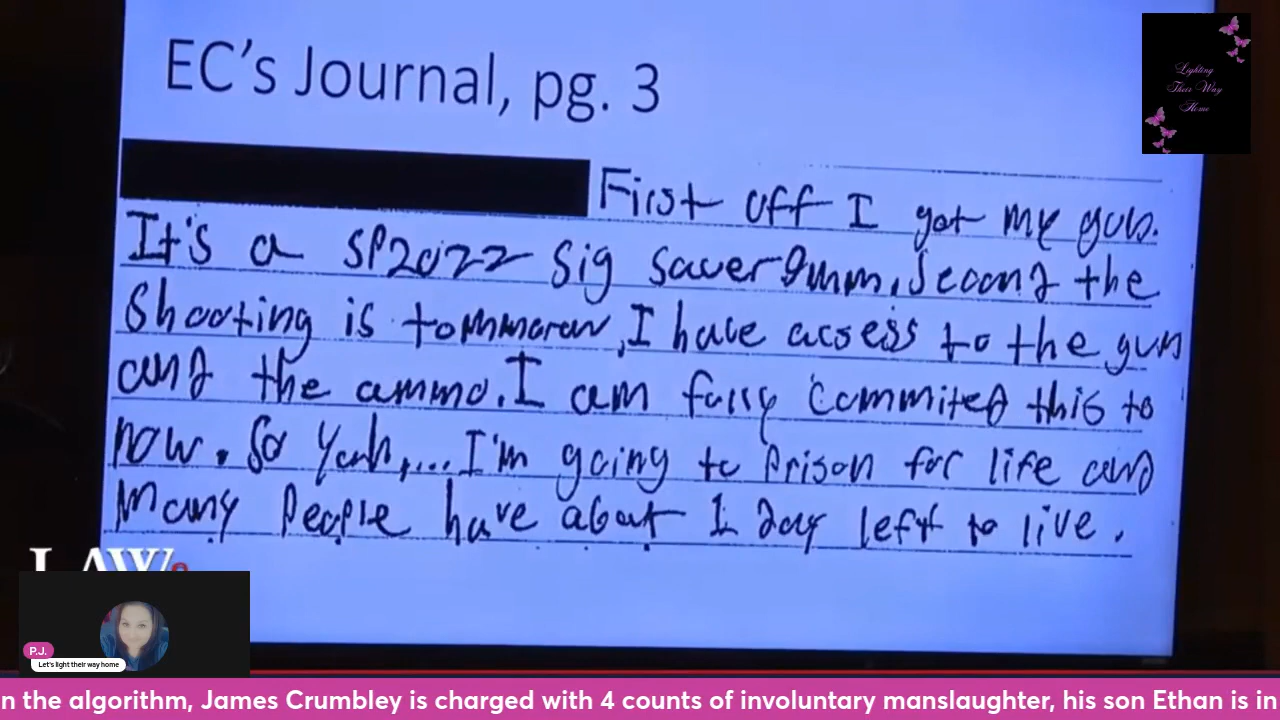 EC's Journal, pg. 3
Lighting
Their Way
Home
First off I got my gun.
It's a SP2022 Sig Sauer 9mm. Second the
Shooting is tommorow, I have access to the gun
and the ammo. I am fully committed this to
now. So Yeah,... I'm going to Prison for life and
Many People have about 1 day left to live.
LAW&
P.J.
Let's light their way home
n the algorithm, James Crumbley is charged with 4 counts of involuntary manslaughter, his son Ethan is in